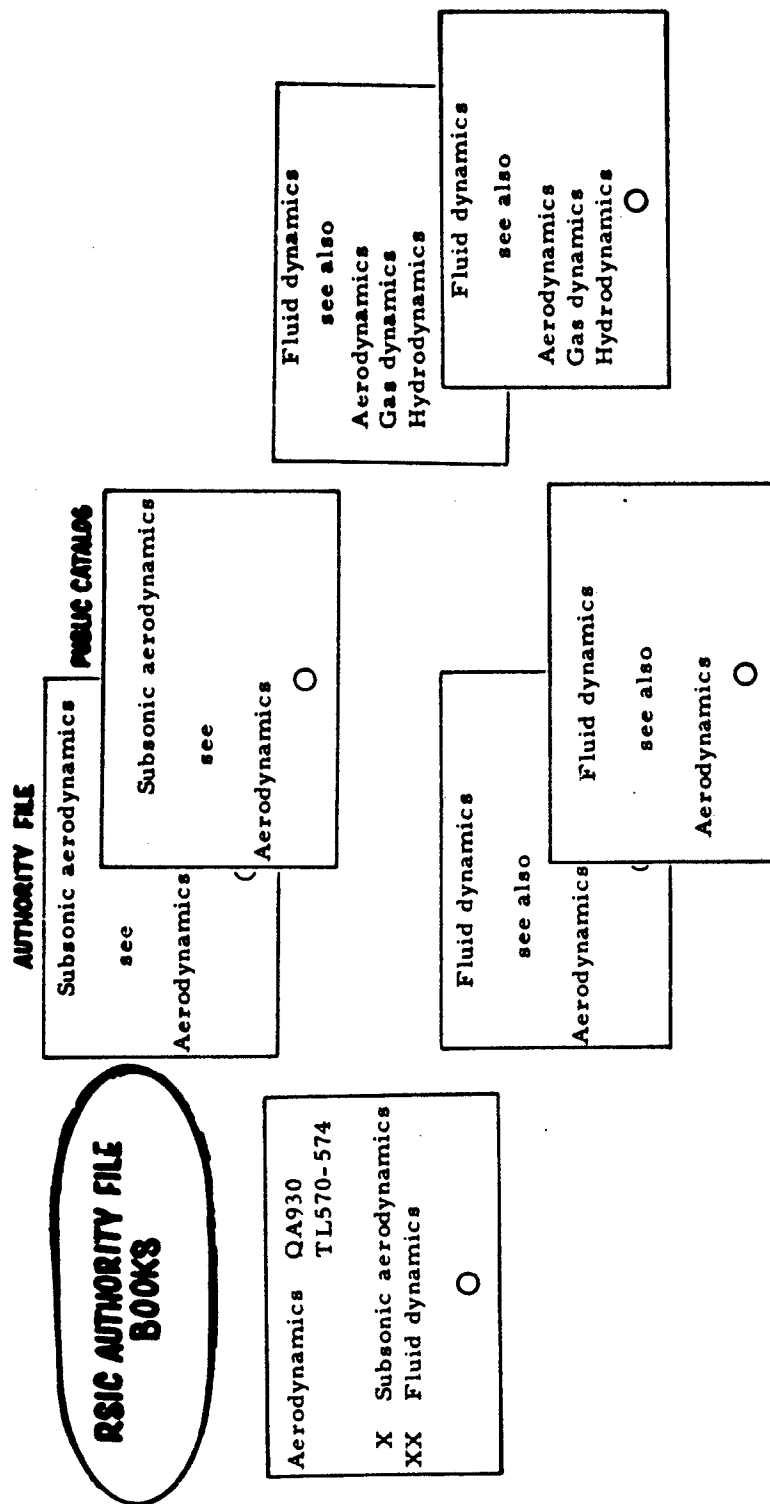 RSIC AUTHORITY FILE
BOOKS
Aerodynamics QA930
TL570-574
X Subsonic aerodynamics
XX Fluid dynamics
AUTHORITY FILE
Subsonic aerodynamics
see
Aerodynamics
PUBLIC CATALOG
Subsonic aerodynamics
see
Aerodynamics
Fluid dynamics
see also
Aerodynamics
Fluid dynamics
see also
Aerodynamics
Fluid dynamics
see also
Aerodynamics
Gas dynamics
Hydrodynamics
Fluid dynamics
see also
Aerodynamics
Gas dynamics
Hydrodynamics